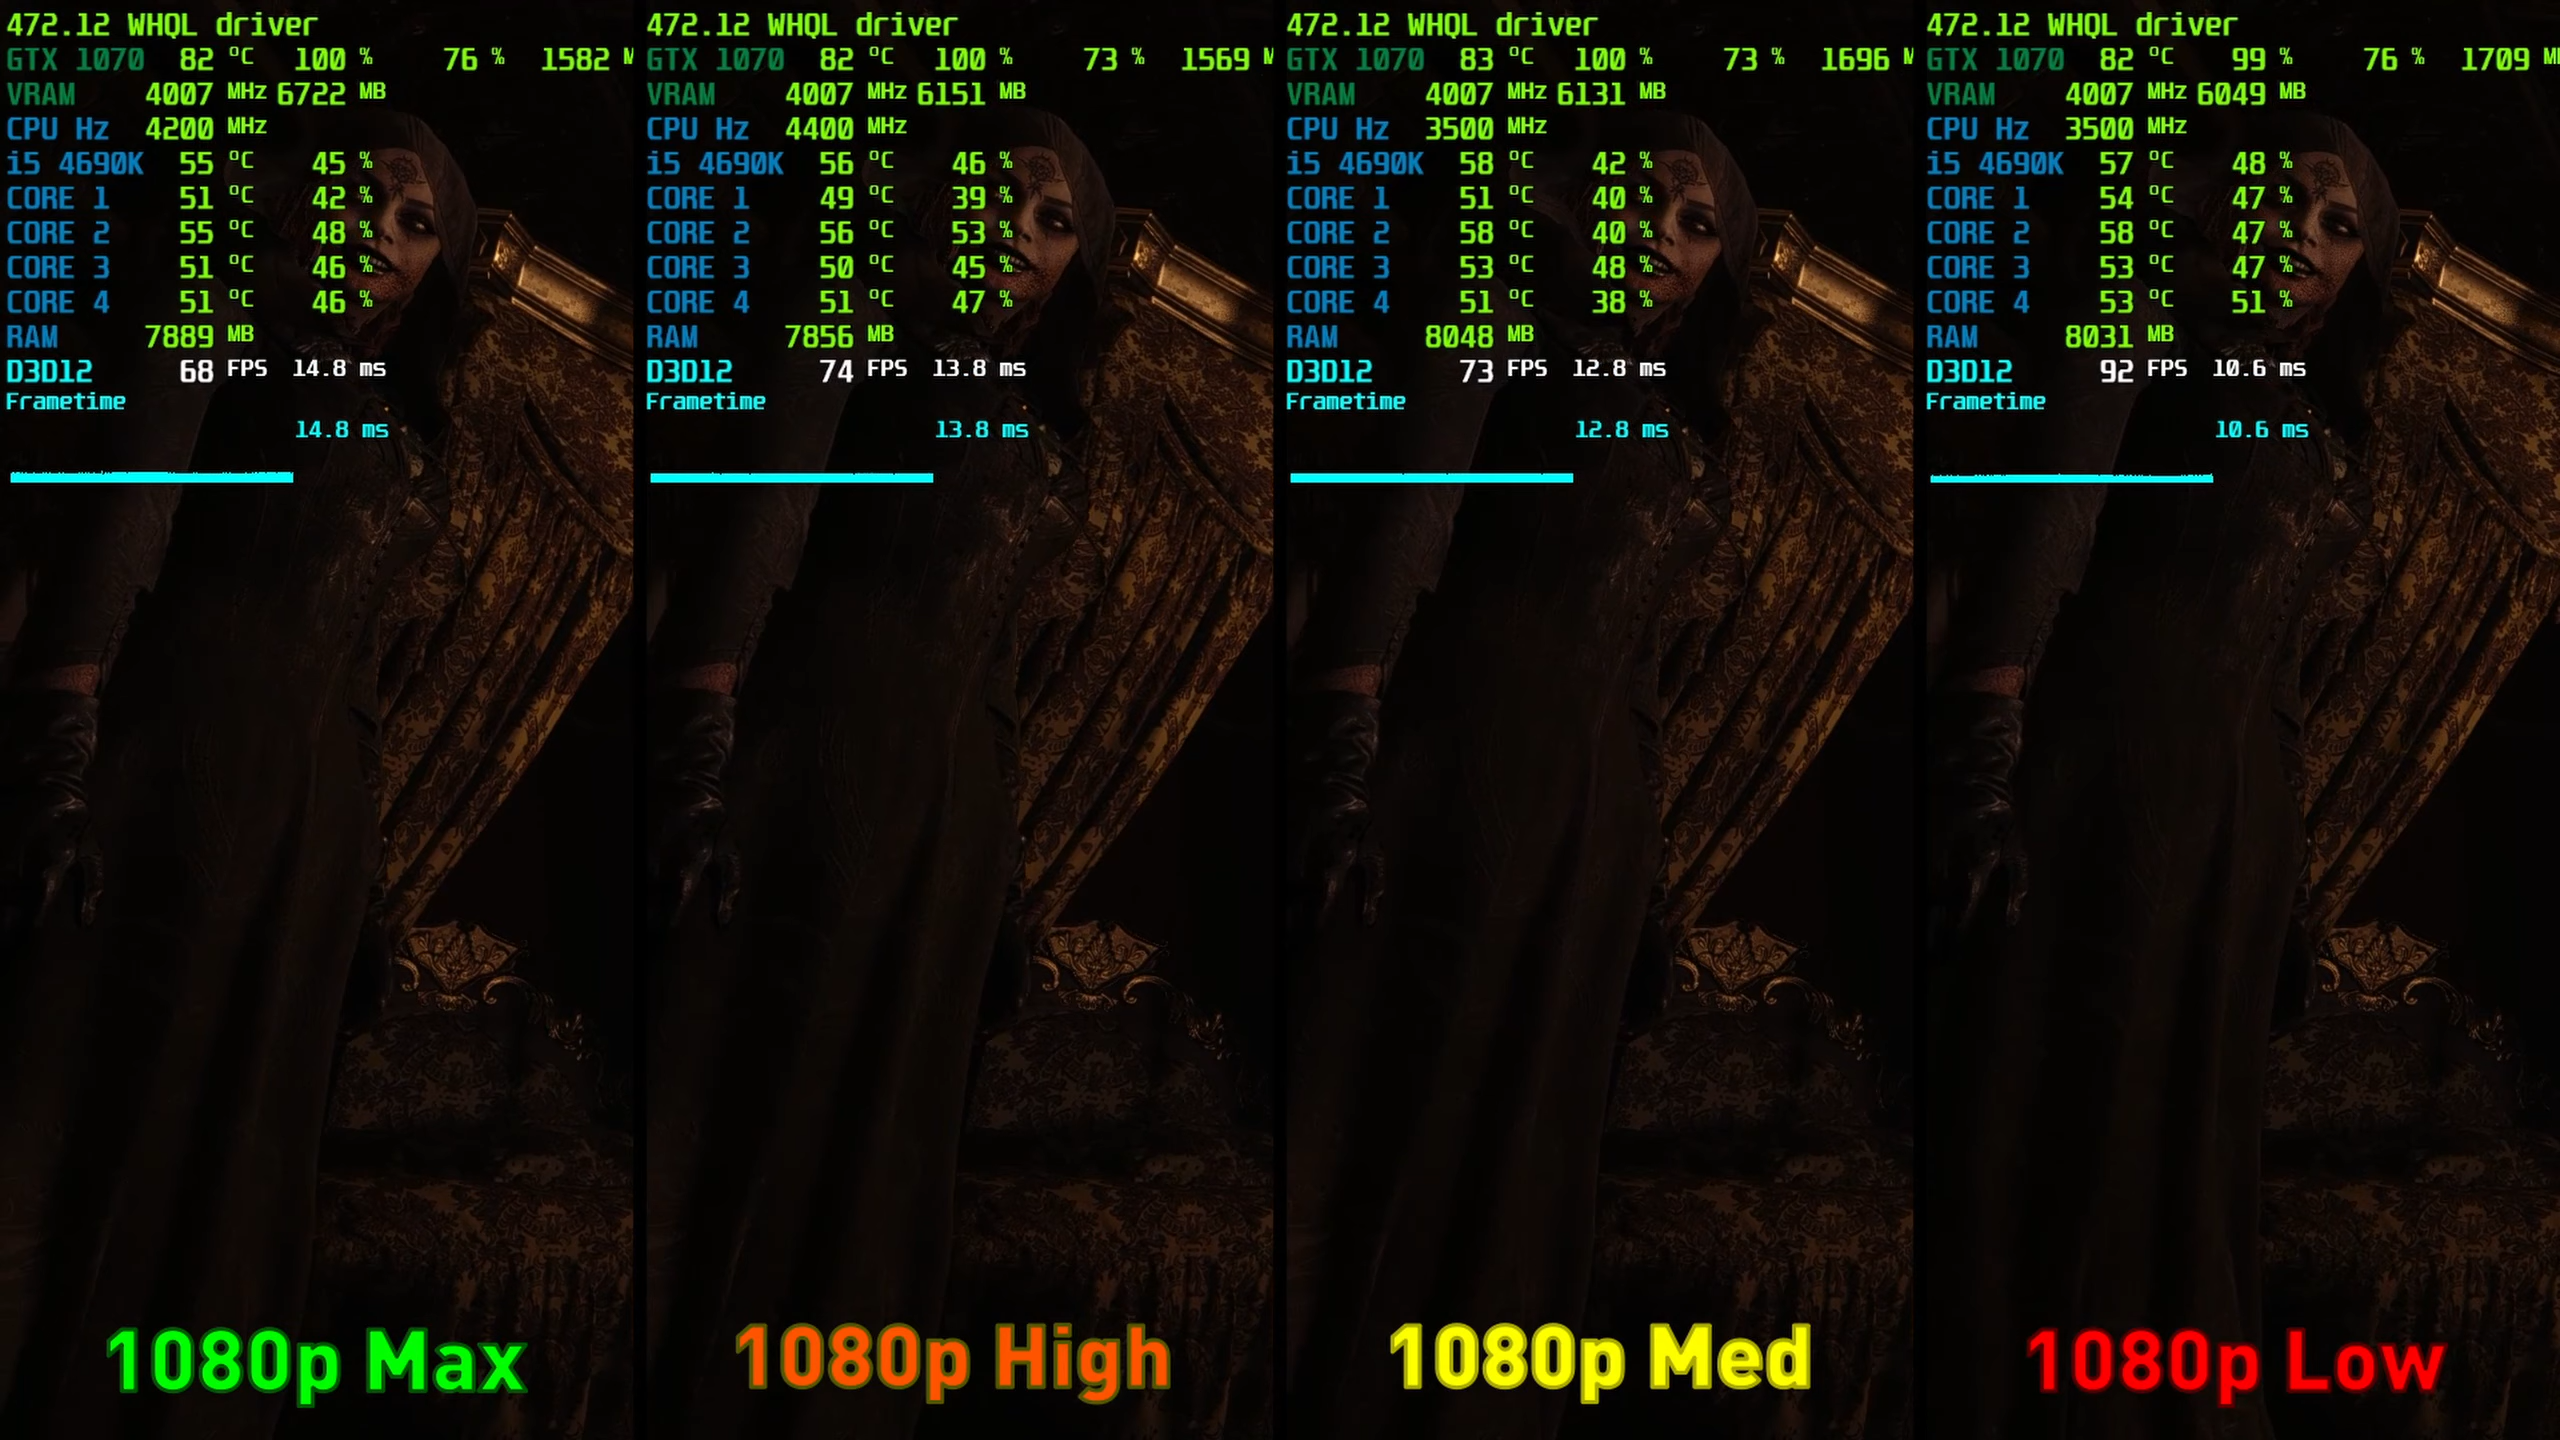 472.12 WHQL driver
GTX 1070 82 °C 100 % 76 % 1582 M
VRAM 4007 MHz 6722 MB
CPU Hz 4200 MHz
i5 4690K 55 °C 45 %
CORE 1 51 °C 42 %
CORE 2 55 °C 48 %
CORE 3 51 °C 46 %
CORE 4 51 °C 46 %
RAM 7889 MB
D3D12 68 FPS 14.8 ms
Frametime
14.8 ms
1080p Max
472.12 WHQL driver
GTX 1070 82 °C 100 % 73 % 1569 M
VRAM 4007 MHz 6151 MB
CPU Hz 4400 MHz
i5 4690K 56 °C 46 %
CORE 1 49 °C 39 %
CORE 2 56 °C 53 %
CORE 3 50 °C 45 %
CORE 4 51 °C 47 %
RAM 7856 MB
D3D12 74 FPS 13.8 ms
Frametime
13.8 ms
1080p High
472.12 WHQL driver
GTX 1070 83 °C 100 % 73 % 1696 M
VRAM 4007 MHz 6131 MB
CPU Hz 3500 MHz
i5 4690K 58 °C 42 %
CORE 1 51 °C 40 %
CORE 2 58 °C 40 %
CORE 3 53 °C 48 %
CORE 4 51 °C 38 %
RAM 8048 MB
D3D12 73 FPS 12.8 ms
Frametime
12.8 ms
1080p Med
472.12 WHQL driver
GTX 1070 82 °C 99 % 76 % 1709 M
VRAM 4007 MHz 6049 MB
CPU Hz 3500 MHz
i5 4690K 57 °C 48 %
CORE 1 54 °C 47 %
CORE 2 58 °C 47 %
CORE 3 53 °C 47 %
CORE 4 53 °C 51 %
RAM 8031 MB
D3D12 92 FPS 10.6 ms
Frametime
10.6 ms
1080p Low